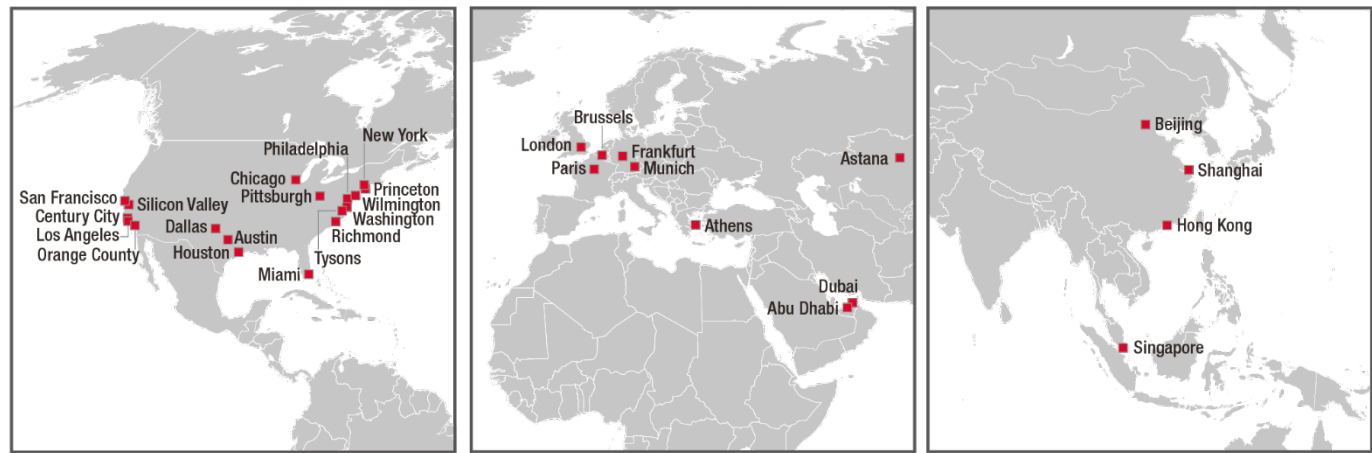 New York
Philadelphia
Chicago
Pittsburgh
Princeton
Wilmington
Washington
Richmond
Tysons
San Francisco
Silicon Valley
Century City
Los Angeles
Orange County
Dallas
Austin
Houston
Miami
Brussels
London
Frankfurt
Paris
Munich
Astana
Athens
Dubai
Abu Dhabi
Beijing
Shanghai
Hong Kong
Singapore